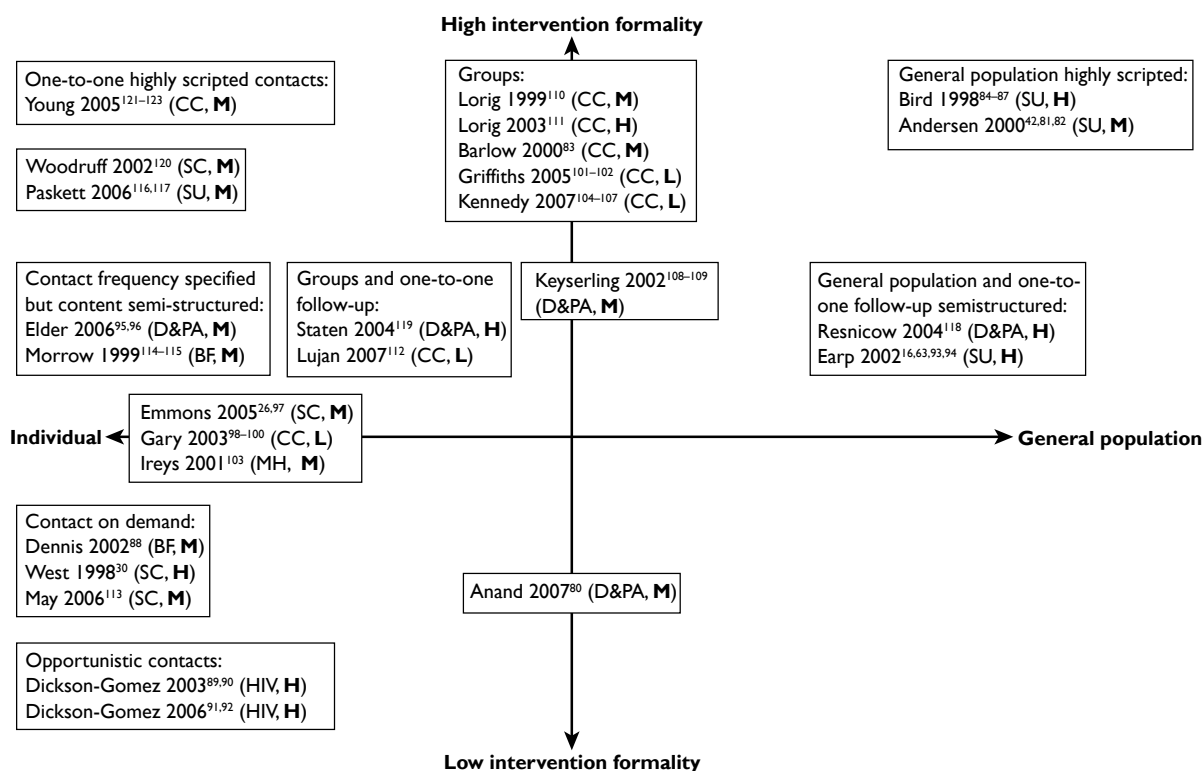 High intervention formality
One-to-one highly scripted contacts:
Young 2005¹²¹⁻¹²³ (CC, M)
Groups:
Lorig 1999¹¹⁰ (CC, M)
Lorig 2003¹¹¹ (CC, H)
Barlow 2000⁸³ (CC, M)
Griffiths 2005¹⁰¹⁻¹⁰² (CC, L)
Kennedy 2007¹⁰⁴⁻¹⁰⁷ (CC, L)
General population highly scripted:
Bird 1998⁸⁴⁻⁸⁷ (SU, H)
Andersen 2000⁴²,⁸¹,⁸² (SU, M)
Woodruff 2002¹²⁰ (SC, M)
Paskett 2006¹¹⁶,¹¹⁷ (SU, M)
Contact frequency specified
but content semi-structured:
Elder 2006⁹⁵,⁹⁶ (D&PA, M)
Morrow 1999¹¹⁴⁻¹¹⁵ (BF, M)
Groups and one-to-one
follow-up:
Staten 2004¹¹⁹ (D&PA, H)
Lujan 2007¹¹² (CC, L)
Keyserling 2002¹⁰⁸⁻¹⁰⁹
(D&PA, M)
General population and one-to-
one follow-up semistructured:
Resnicow 2004¹¹⁸ (D&PA, H)
Earp 2002¹⁶,⁶³,⁹³,⁹⁴ (SU, H)
Individual
Emmons 2005²⁶,⁹⁷ (SC, M)
Gary 2003⁹⁸⁻¹⁰⁰ (CC, L)
Ireys 2001¹⁰³ (MH, M)
General population
Contact on demand:
Dennis 2002⁸⁸ (BF, M)
West 1998³⁰ (SC, H)
May 2006¹¹³ (SC, M)
Anand 2007⁸⁰ (D&PA, M)
Opportunistic contacts:
Dickson-Gomez 2003⁸⁹,⁹⁰ (HIV, H)
Dickson-Gomez 2006⁹¹,⁹² (HIV, H)
Low intervention formality